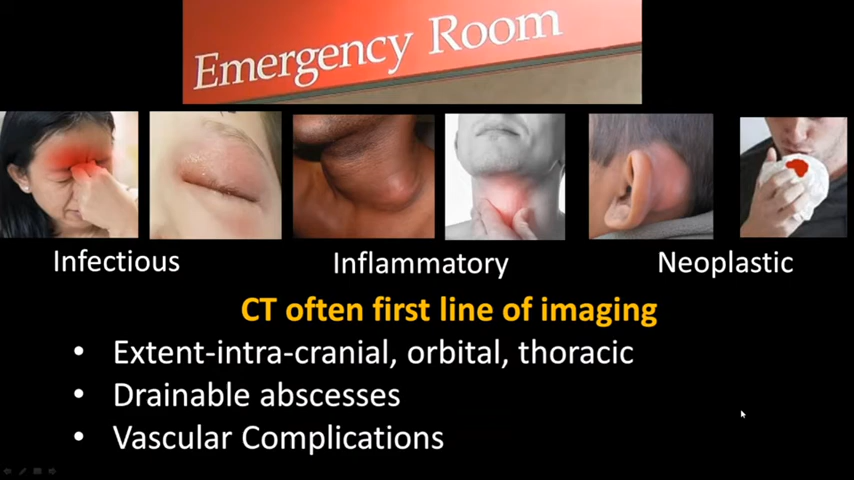 Emergency Room
Infectious
Inflammatory
Neoplastic
CT often first line of imaging
• Extent-intra-cranial, orbital, thoracic
• Drainable abscesses
• Vascular Complications